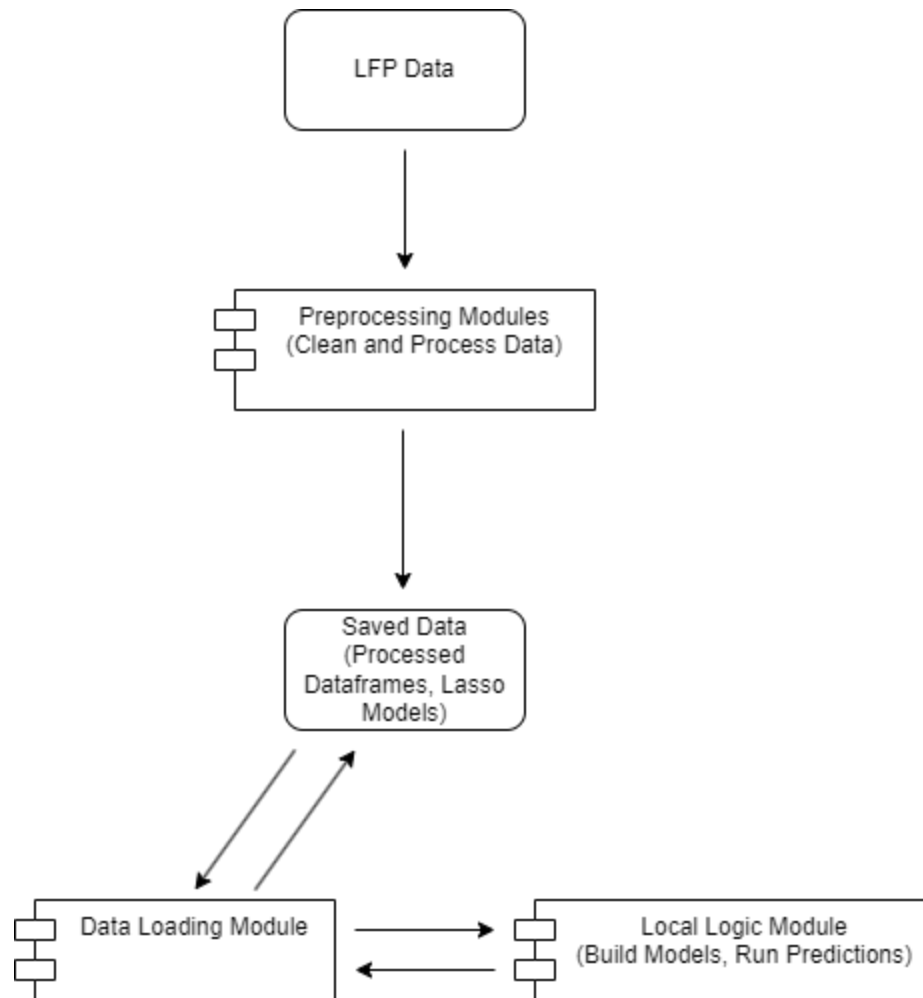 LFP Data
Preprocessing Modules
(Clean and Process Data)
Saved Data
(Processed
Dataframes, Lasso
Models)
Data Loading Module
Local Logic Module
(Build Models, Run Predictions)